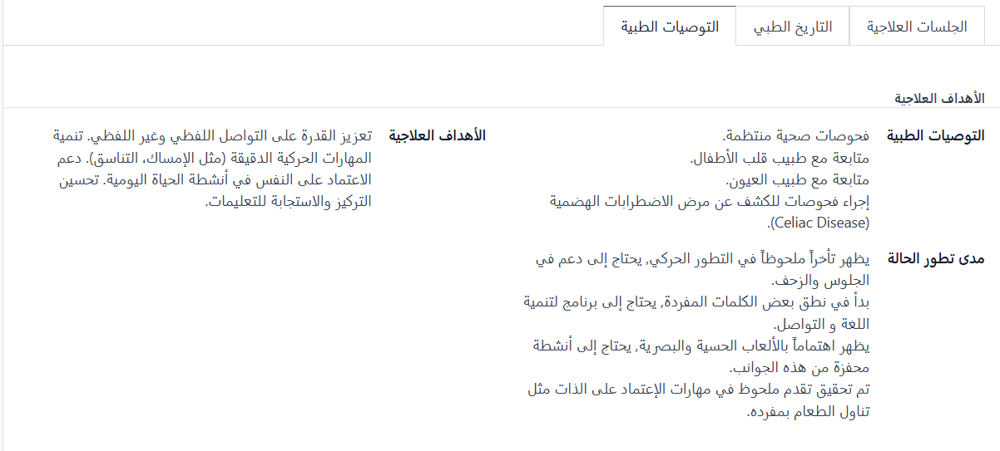 الجلسات العلاجية
التاريخ الطبي
التوصيات الطبية
الأهداف العلاجية
التوصيات الطبية
فحوصات صحية منتظمة.
متابعة مع طبيب قلب الأطفال.
متابعة مع طبيب العيون.
إجراء فحوصات للكشف عن مرض الاضطرابات الهضمية
(Celiac Disease).
مدى تطور الحالة
يظهر تأخراً ملحوظاً في التطور الحركي, يحتاج إلى دعم في
الجلوس والزحف.
بدأ في نطق بعض الكلمات المفردة, يحتاج إلى برنامج لتنمية
اللغة و التواصل.
يظهر اهتماماً بالألعاب الحسية والبصرية, يحتاج إلى أنشطة
محفزة من هذه الجوانب.
تم تحقيق تقدم ملحوظ في مهارات الإعتماد على الذات مثل
تناول الطعام بمفرده.
الأهداف العلاجية
تعزيز القدرة على التواصل اللفظي وغير اللفظي. تنمية
المهارات الحركية الدقيقة (مثل الإمساك، التناسق). دعم
الاعتماد على النفس في أنشطة الحياة اليومية. تحسين
التركيز والاستجابة للتعليمات.